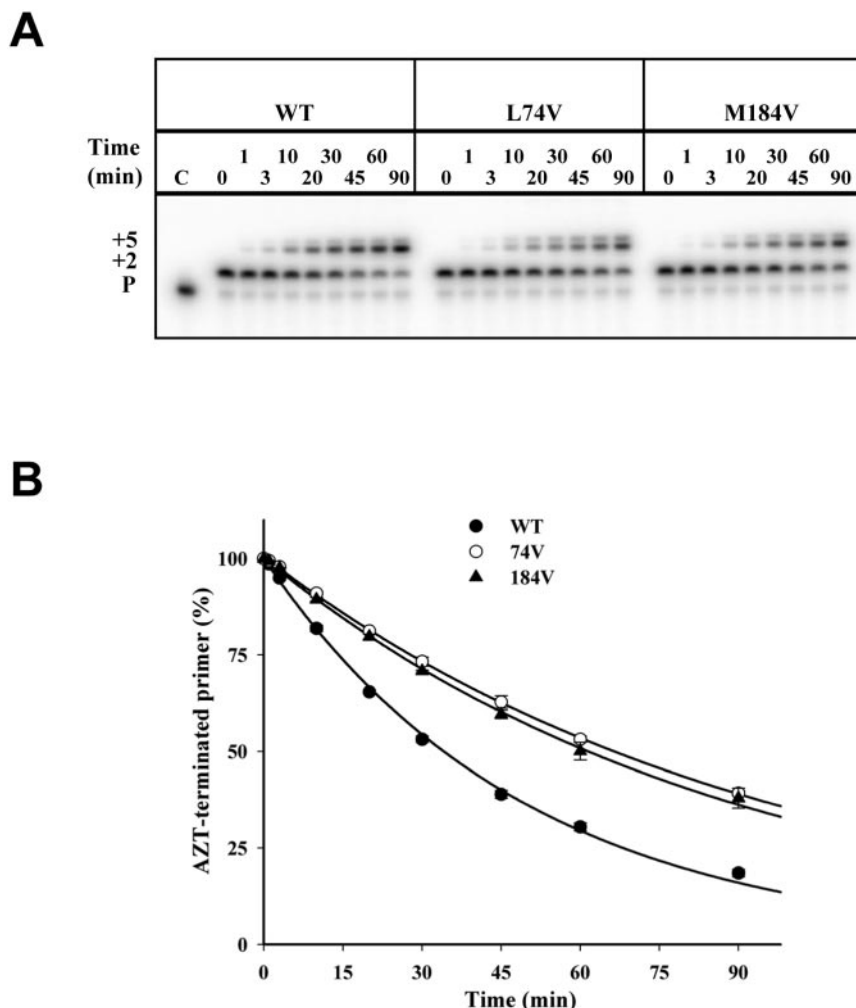 A
WT L74V M184V
Time 1 10 30 60 1 10 30 60 1 10 30 60
(min) C 0 3 20 45 90 0 3 20 45 90 0 3 20 45 90
+5
+2
P
B
WT
74V
184V
100
75
50
25
0
AZT-terminated primer (%)
0 15 30 45 60 75 90
Time (min)